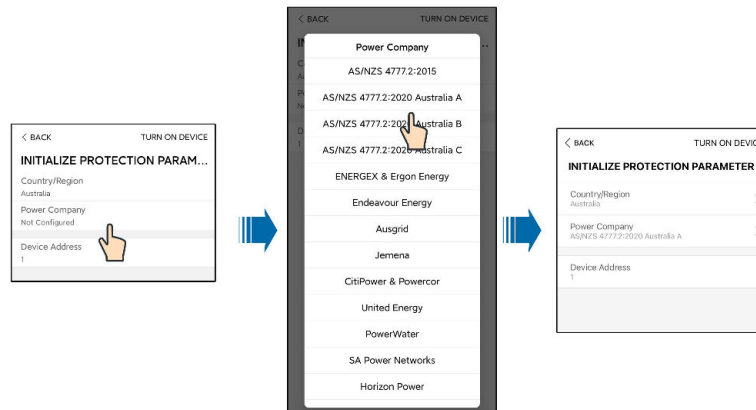 < BACK TURN ON DEVICE
INITIALIZE PROTECTION PARAM...
Country/Region
Australia
Power Company
Not Configured
Device Address
1
< BACK TURN ON DEVICE
Power Company
AS/NZS 4777.2:2015
AS/NZS 4777.2:2020 Australia A
AS/NZS 4777.2:2020 Australia B
AS/NZS 4777.2:2020 Australia C
ENERGEX & Ergon Energy
Endeavour Energy
Ausgrid
Jemena
CitiPower & Powercor
United Energy
PowerWater
SA Power Networks
Horizon Power
< BACK TURN ON DEVIC
INITIALIZE PROTECTION PARAMETER
Country/Region
Australia
Power Company
AS/NZS 4777.2:2020 Australia A
Device Address
1